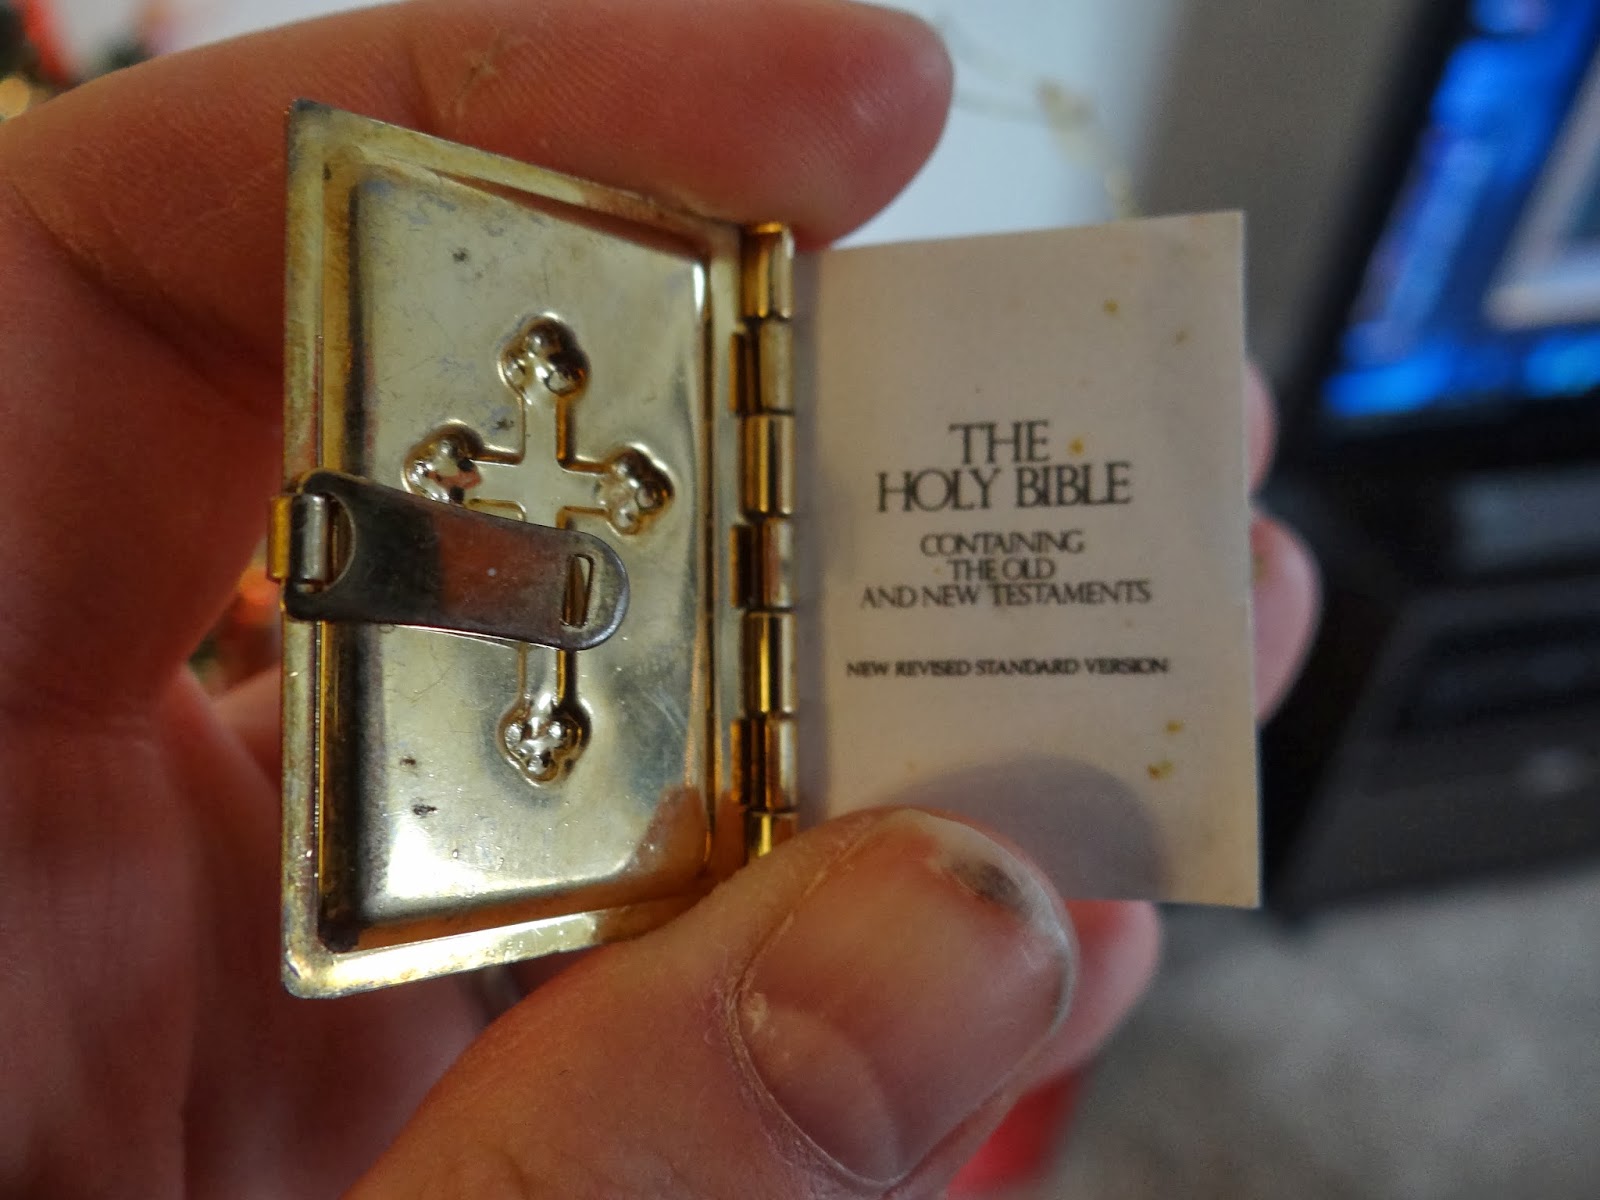 THE
HOLY BIBLE
CONTAINING
THE OLD
AND NEW TESTAMENTS
NEW REVISED STANDARD VERSION